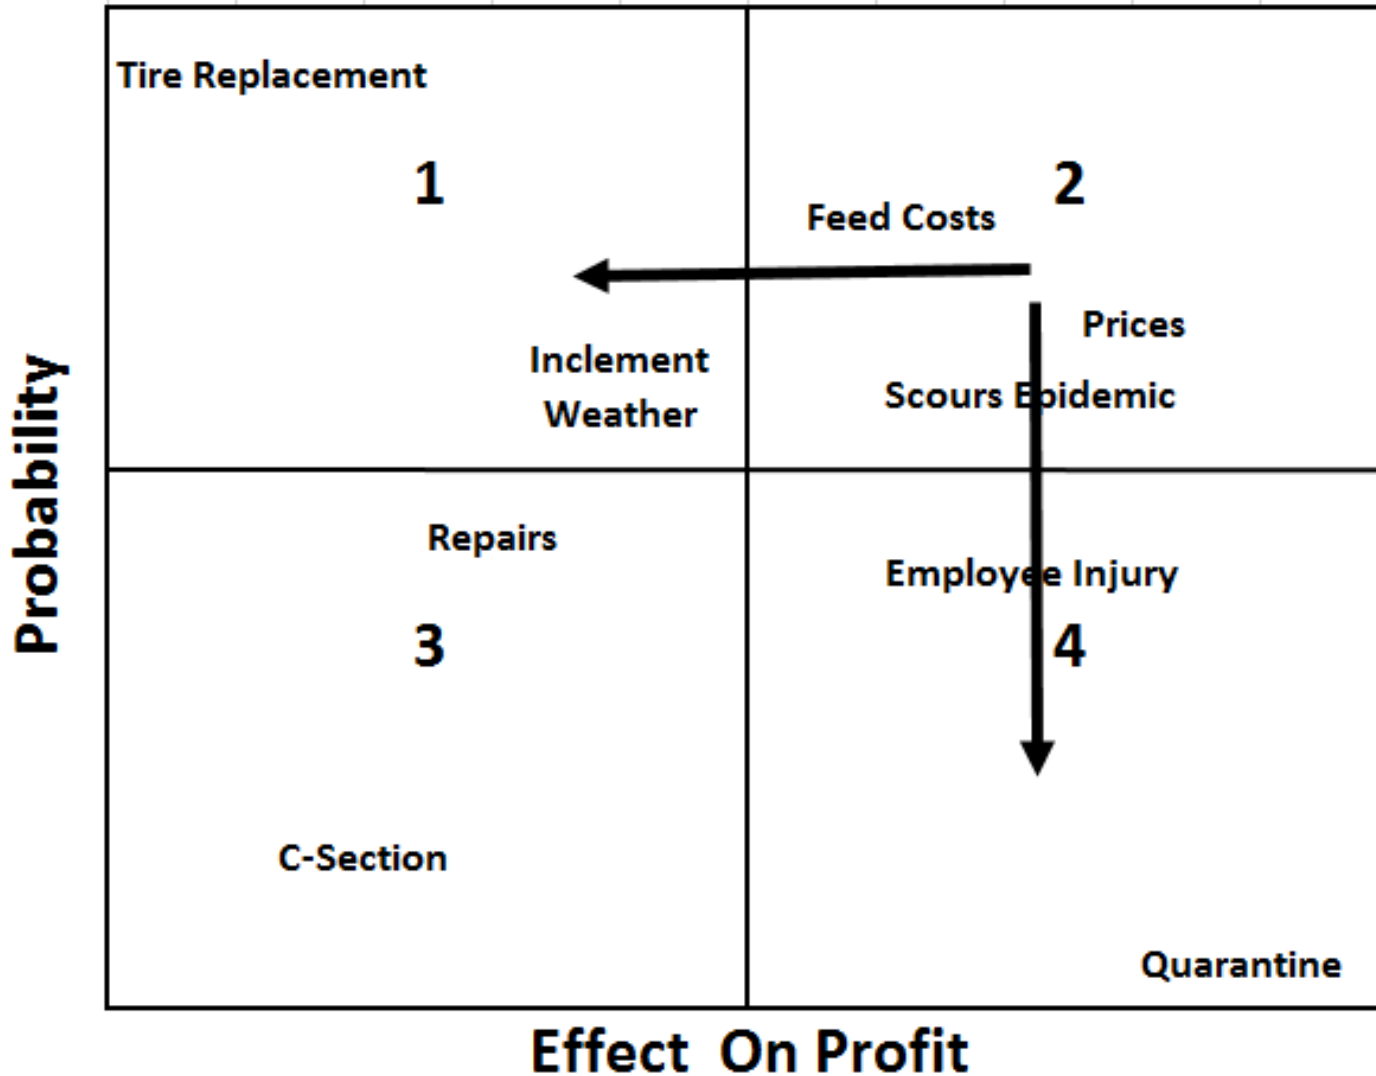 Tire Replacement
1
2
Feed Costs
Prices
Inclement
Weather
Scours Epidemic
Probability
Repairs
Employee Injury
3
4
C-Section
Quarantine
Effect On Profit